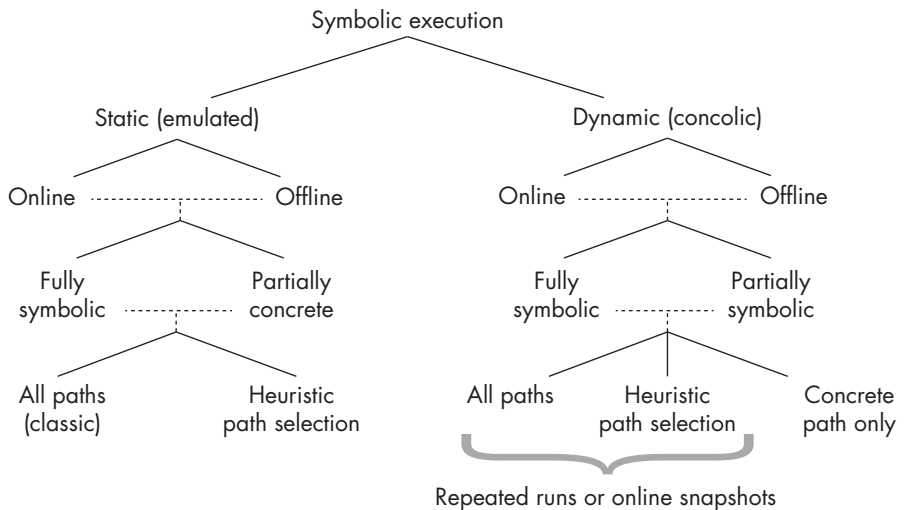 Symbolic execution
Static (emulated)
Dynamic (concolic)
Online
Offline
Online
Offline
Fully
symbolic
Partially
concrete
Fully
symbolic
Partially
symbolic
All paths
(classic)
Heuristic
path selection
All paths
Heuristic
path selection
Concrete
path only
Repeated runs or online snapshots